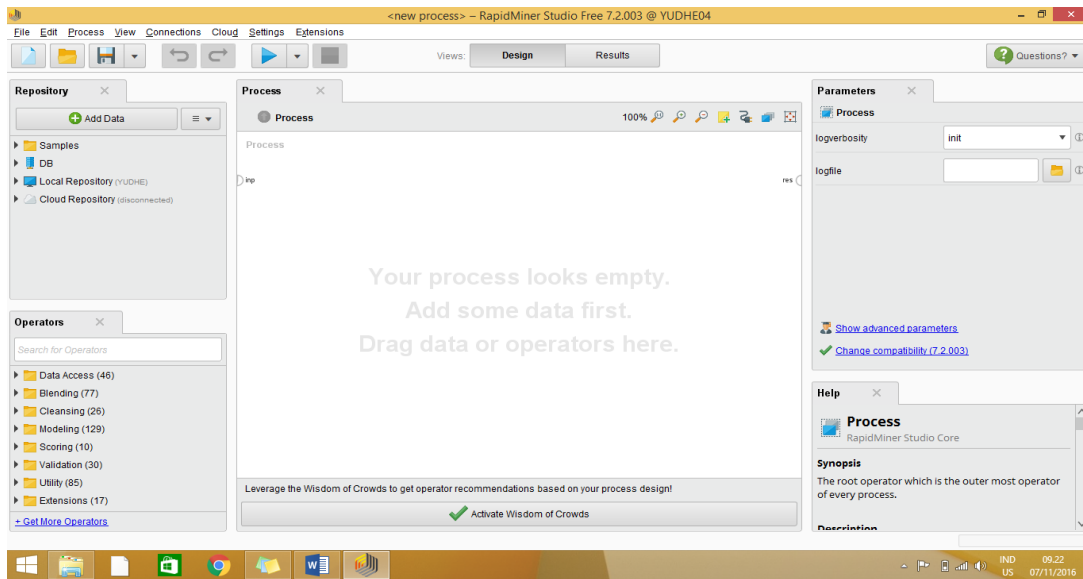 <new process> – RapidMiner Studio Free 7.2.003 @ YUDHE04
File Edit Process View Connections Cloud Settings Extensions
Views: Design Results
Questions?
Repository
Add Data
Samples
DB
Local Repository (YUDHE)
Cloud Repository (disconnected)
Operators
Search for Operators
Data Access (46)
Blending (77)
Cleansing (26)
Modeling (129)
Scoring (10)
Validation (30)
Utility (85)
Extensions (17)
+ Get More Operators
Process
Process
100%
Process
inp
res
Your process looks empty.
Add some data first.
Drag data or operators here.
Leverage the Wisdom of Crowds to get operator recommendations based on your process design!
Activate Wisdom of Crowds
Parameters
Process
logverbosity init
logfile
Show advanced parameters
Change compatibility (7.2.003)
Help
Process
RapidMiner Studio Core
Synopsis
The root operator which is the outer most operator
of every process.
Description
IND 09.22
US 07/11/2016